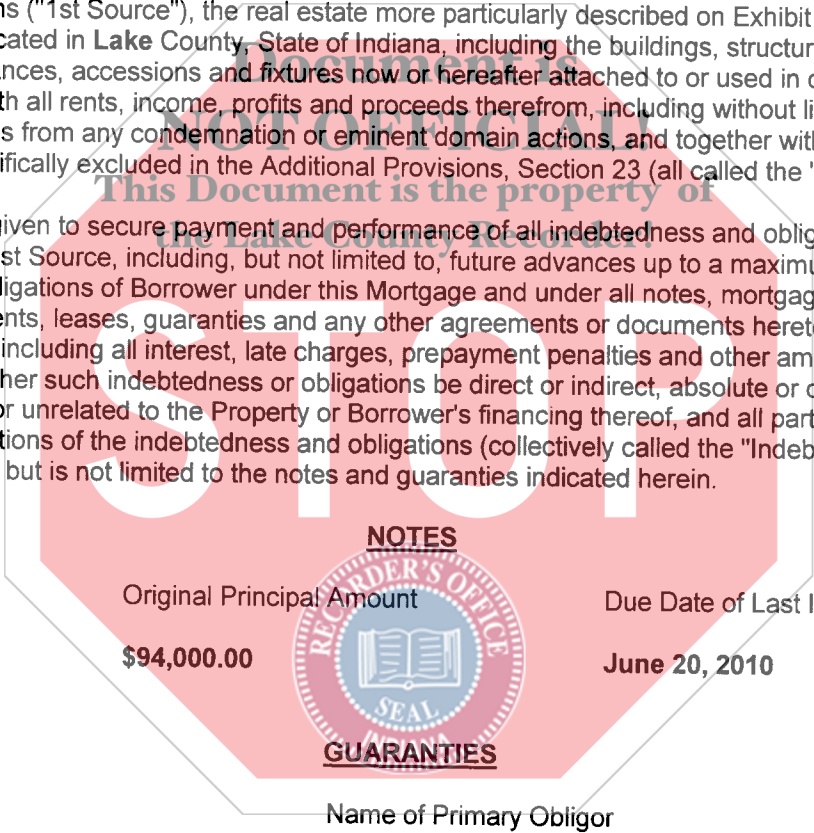 ns ("1st Source"), the real estate more particularly described on Exhibit
cated in Lake County, State of Indiana, including the buildings, structur
nces, accessions and fixtures now or hereafter attached to or used in
th all rents, income, profits and proceeds therefrom, including without li
s from any condemnation or eminent domain actions, and together with
ifically excluded in the Additional Provisions, Section 23 (all called the "
Document is
NOT OFFICIAL
This Document is the property of
the Lake County Recorder!
iven to secure payment and performance of all indebtedness and oblig
st Source, including, but not limited to, future advances up to a maximu
ligations of Borrower under this Mortgage and under all notes, mortgag
nts, leases, guaranties and any other agreements or documents heret
including all interest, late charges, prepayment penalties and other am
her such indebtedness or obligations be direct or indirect, absolute or
or unrelated to the Property or Borrower's financing thereof, and all part
tions of the indebtedness and obligations (collectively called the "Indeb
but is not limited to the notes and guaranties indicated herein.
STOP
NOTES
Original Principal Amount
Due Date of Last I
$94,000.00
June 20, 2010
RECORDER'S OFFICE
SEAL
INDIANA
GUARANTIES
Name of Primary Obligor